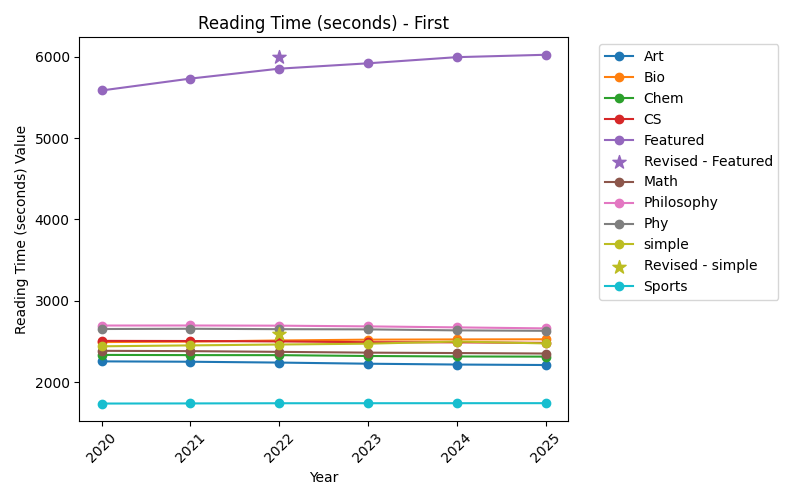 Reading Time (seconds) - First
Reading Time (seconds) Value
6000
5000
4000
3000
2000
2020
2021
2022
2023
2024
2025
Year
Art
Bio
Chem
CS
Featured
Revised - Featured
Math
Philosophy
Phy
simple
Revised - simple
Sports